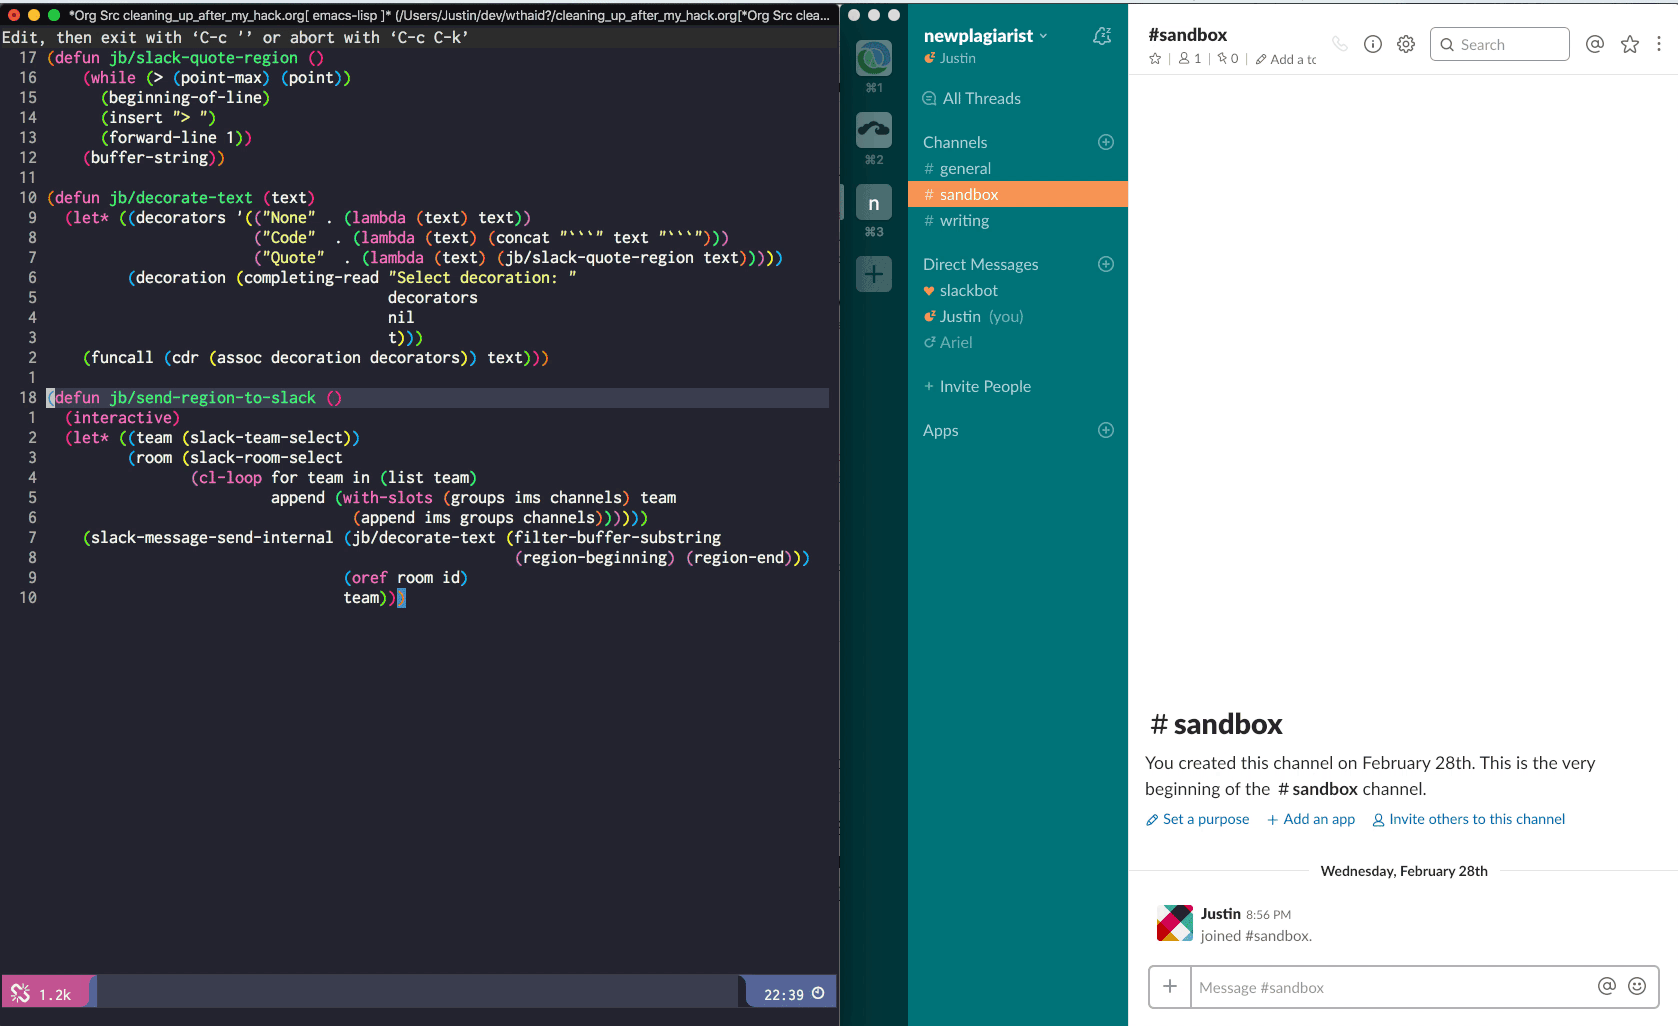 *Org Src cleaning_up_after_my_hack.org[ emacs-lisp ]* (/Users/Justin/dev/wthaid?/cleaning_up_after_my_hack.org[*Org Src clea...
Edit, then exit with ‘C-c '’ or abort with ‘C-c C-k’
17 (defun jb/slack-quote-region ()
16     (while (> (point-max) (point))
15       (beginning-of-line)
14       (insert "> ")
13       (forward-line 1))
12     (buffer-string))
11
10 (defun jb/decorate-text (text)
9   (let* ((decorators '(("None" . (lambda (text) text))
8                        ("Code"  . (lambda (text) (concat "```" text "```")))
7                        ("Quote"  . (lambda (text) (jb/slack-quote-region text)))))
6          (decoration (completing-read "Select decoration: "
5                                       decorators
4                                       nil
3                                       t)))
2     (funcall (cdr (assoc decoration decorators)) text)))
1
18 (defun jb/send-region-to-slack ()
1   (interactive)
2   (let* ((team (slack-team-select))
3          (room (slack-room-select
4                 (cl-loop for team in (list team)
5                          append (with-slots (groups ims channels) team
6                                   (append ims groups channels))))))
7     (slack-message-send-internal (jb/decorate-text (filter-buffer-substring
8                                                     (region-beginning) (region-end)))
9                                  (oref room id)
10                                 team)))
1.2k
22:39
⌘1
⌘2
n
⌘3
+
newplagiarist
Justin
All Threads
Channels
# general
# sandbox
# writing
Direct Messages
slackbot
Justin (you)
Ariel
+ Invite People
Apps
#sandbox
1 | 0 | Add a to
Search
@
# sandbox
You created this channel on February 28th. This is the very
beginning of the # sandbox channel.
Set a purpose + Add an app Invite others to this channel
Wednesday, February 28th
Justin 8:56 PM
joined #sandbox.
+ Message #sandbox @